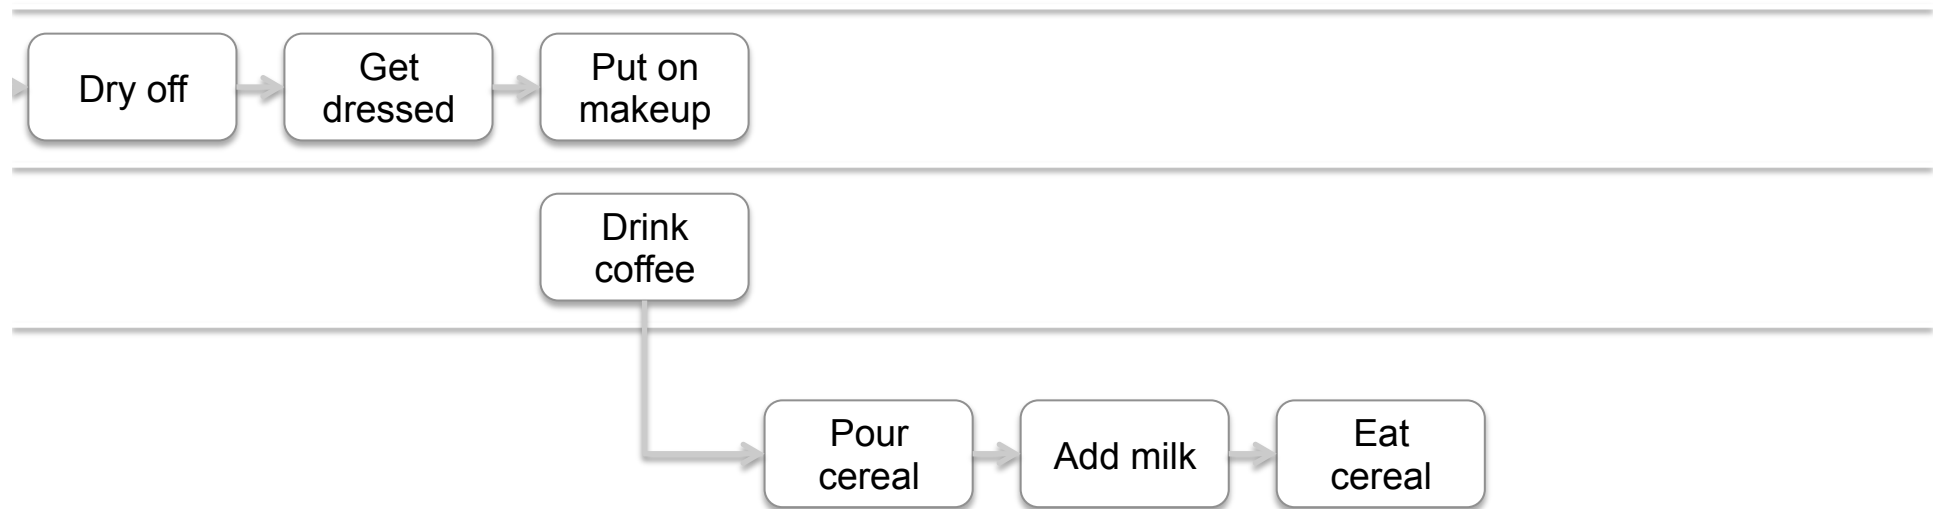 Dry off
Get
dressed
Put on
makeup
Drink
coffee
Pour
cereal
Add milk
Eat
cereal